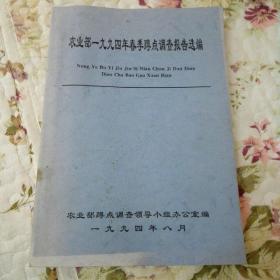 农业部一九九四年春季蹲点调查报告选编
Nong Ye Bu Yi Jiu Jiu Si Nian Chun Ji Dun Dian
Diao Cha Bao Gao Xuan Bian
农业部蹲点调查领导小组办公室编
一九九四年八月